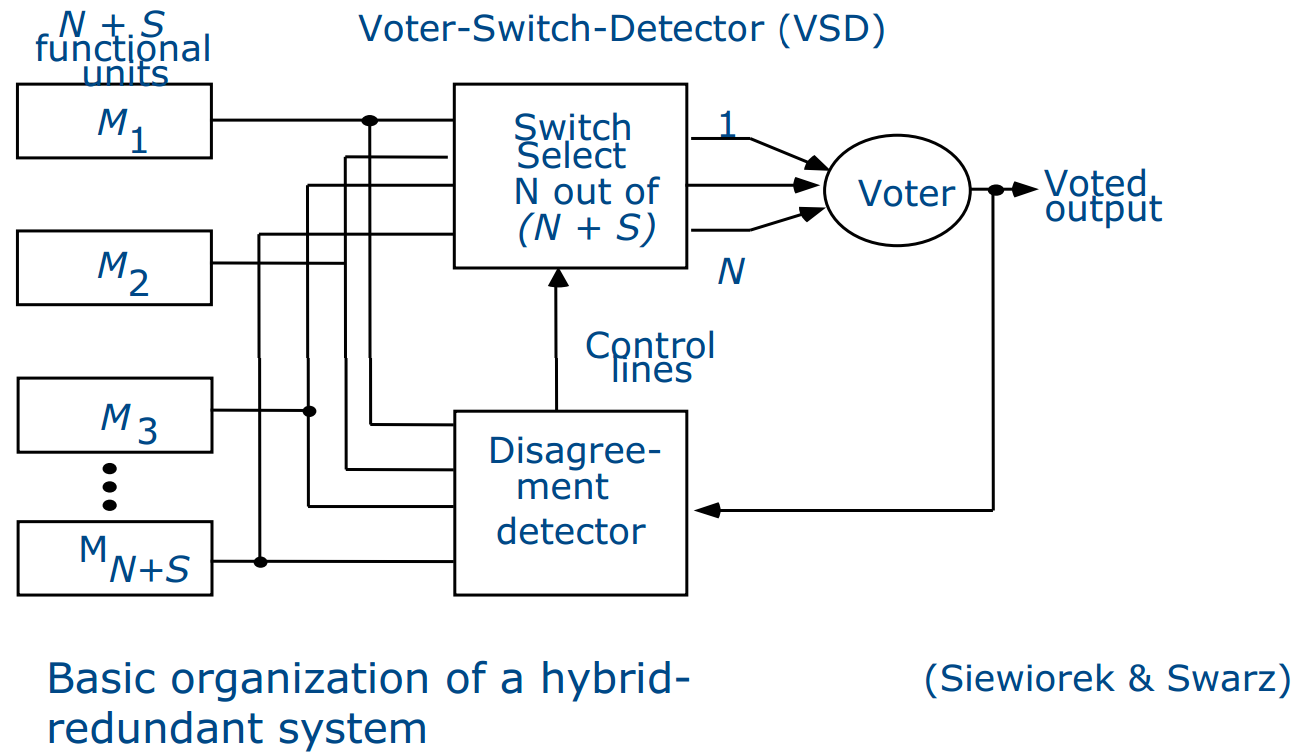 N + S
functional
units
Voter-Switch-Detector (VSD)
M1
Switch
Select
N out of
(N + S)
1
N
Voter
Voted
output
M2
Control
lines
M3
Disagree-
ment
detector
MN+S
Basic organization of a hybrid-
redundant system
(Siewiorek & Swarz)